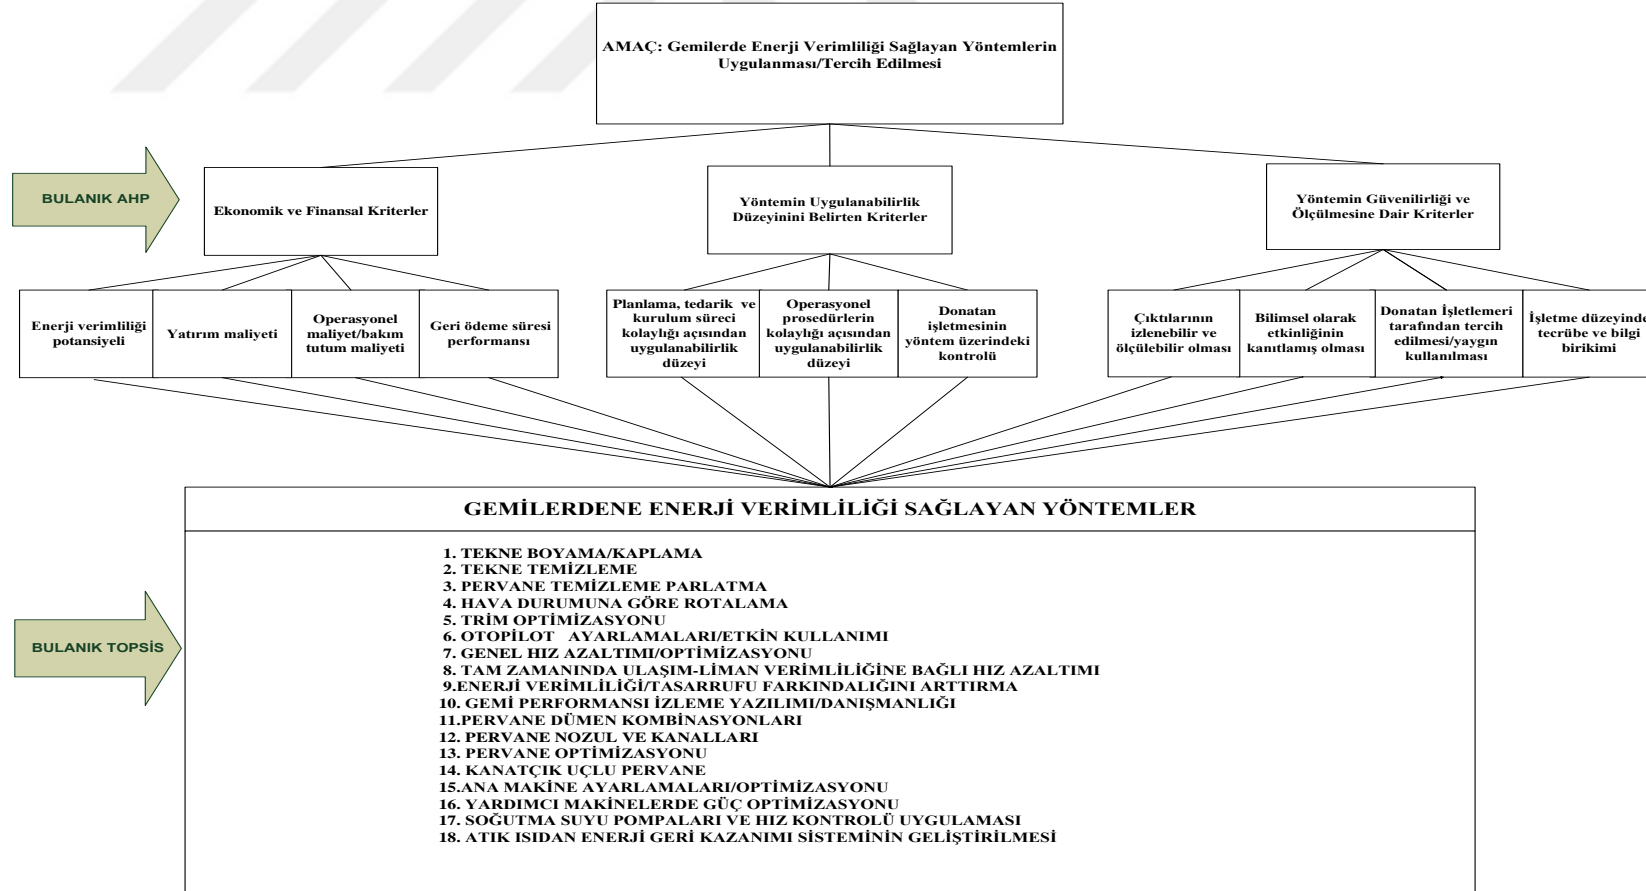 AMAÇ: Gemilerde Enerji Verimliliği Sağlayan Yöntemlerin
Uygulanması/Tercih Edilmesi
BULANIK AHP
Ekonomik ve Finansal Kriterler
Yöntemin Uygulanabilirlik
Düzeyinini Belirten Kriterler
Yöntemin Güvenilirliği ve
Ölçülmesine Dair Kriterler
Enerji verimliliği
potansiyeli
Yatırım maliyeti
Operasyonel
maliyet/bakım
tutum maliyeti
Geri ödeme süresi
performansı
Planlama, tedarik ve
kurulum süreci
kolaylığı açısından
uygulanabilirlik
düzeyi
Operasyonel
prosedürlerin
kolaylığı açısından
uygulanabilirlik
düzeyi
Donatan
işletmesinin
yöntem üzerindeki
kontrolü
Çıktılarının
izlenebilir ve
ölçülebilir olması
Bilimsel olarak
etkinliğinin
kanıtlamış olması
Donatan İşletlemeri
tarafından tercih
edilmesi/yaygın
kullanılması
İşletme düzeyinde
tecrübe ve bilgi
birikimi
GEMİLERDENE ENERJİ VERİMLİLİĞİ SAĞLAYAN YÖNTEMLER
BULANIK TOPSİS
1. TEKNE BOYAMA/KAPLAMA
2. TEKNE TEMİZLEME
3. PERVANE TEMİZLEME PARLATMA
4. HAVA DURUMUNA GÖRE ROTALAMA
5. TRİM OPTİMİZASYONU
6. OTOPİLOT AYARLAMALARI/ETKİN KULLANIMI
7. GENEL HIZ AZALTIMI/OPTİMİZASYONU
8. TAM ZAMANINDA ULAŞIM-LİMAN VERİMLİLİĞİNE BAĞLI HIZ AZALTIMI
9.ENERJİ VERİMLİLİĞİ/TASARRUFU FARKINDALIĞINI ARTTIRMA
10. GEMİ PERFORMANSI İZLEME YAZILIMI/DANIŞMANLIĞI
11.PERVANE DÜMEN KOMBİNASYONLARI
12. PERVANE NOZUL VE KANALLARI
13. PERVANE OPTİMİZASYONU
14. KANATÇIK UÇLU PERVANE
15.ANA MAKİNE AYARLAMALARI/OPTİMİZASYONU
16. YARDIMCI MAKİNELERDE GÜÇ OPTİMİZASYONU
17. SOĞUTMA SUYU POMPALARI VE HIZ KONTROLÜ UYGULAMASI
18. ATIK ISIDAN ENERJİ GERİ KAZANIMI SİSTEMİNİN GELİŞTİRİLMESİ